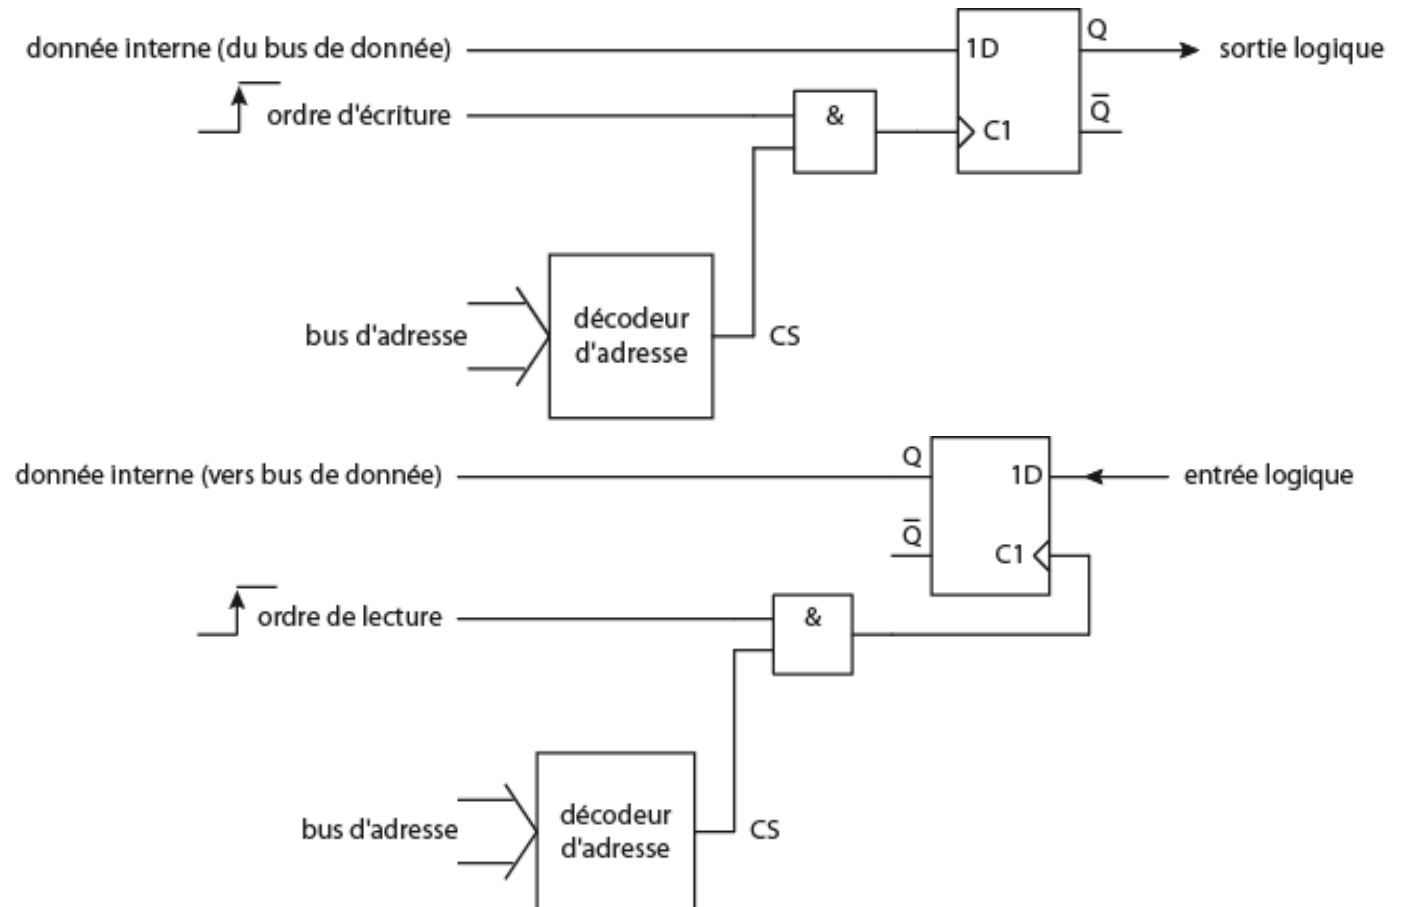 donnée interne (du bus de donnée)
1D
Q
sortie logique
ordre d'écriture
&
C1
Q̅
bus d'adresse
décodeur
d'adresse
CS
donnée interne (vers bus de donnée)
Q
1D
entrée logique
Q̅
C1
ordre de lecture
&
bus d'adresse
décodeur
d'adresse
CS